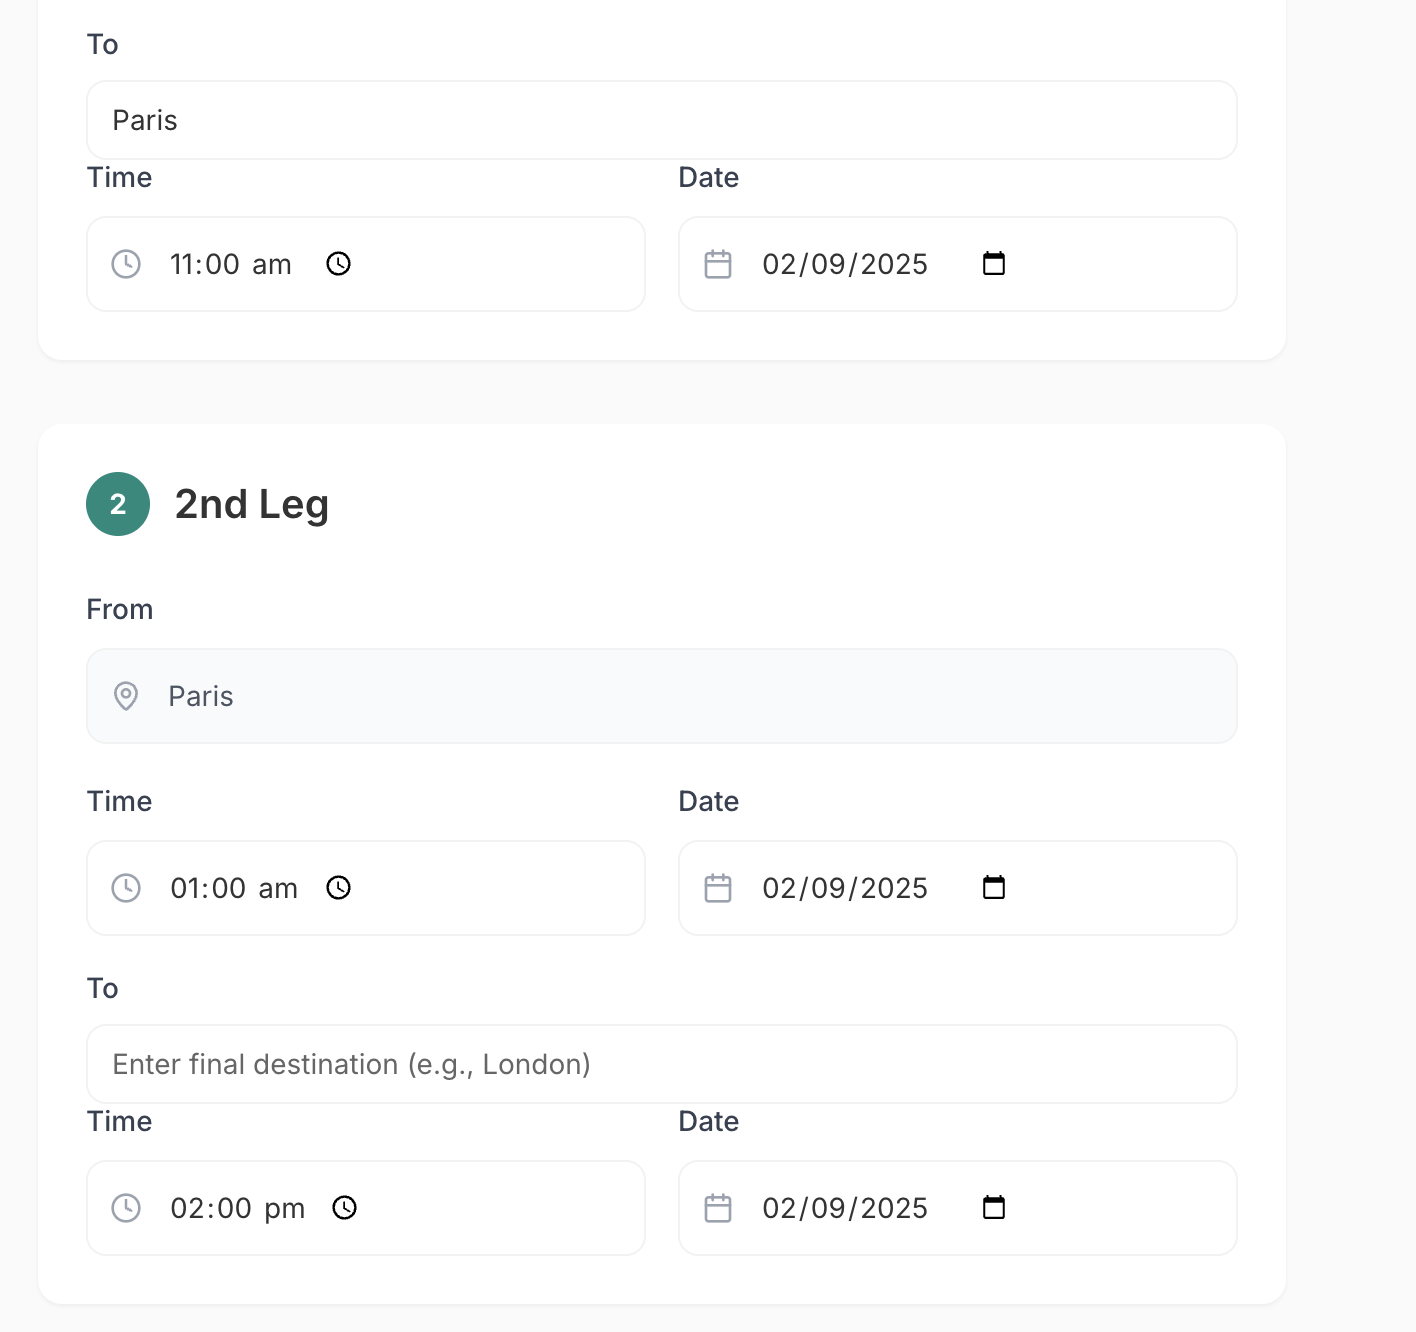 To
Paris
Time Date
11:00 am 02/09/2025
2 2nd Leg
From
Paris
Time Date
01:00 am 02/09/2025
To
Enter final destination (e.g., London)
Time Date
02:00 pm 02/09/2025